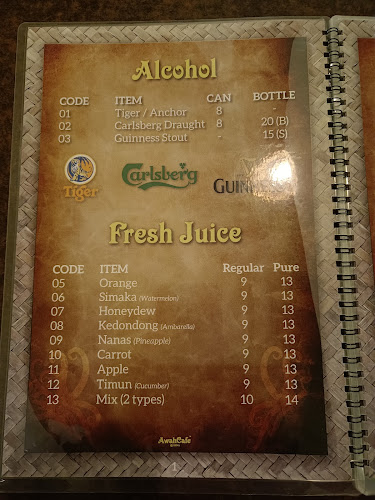 Alcohol
CODE ITEM CAN BOTTLE
01 Tiger / Anchor 8 -
02 Carlsberg Draught 8 20 (B)
03 Guinness Stout - 15 (S)
Tiger Carlsberg GUINNESS
Fresh Juice
CODE ITEM Regular Pure
05 Orange 9 13
06 Simaka (Watermelon) 9 13
07 Honeydew 9 13
08 Kedondong (Ambarella) 9 13
09 Nanas (Pineapple) 9 13
10 Carrot 9 13
11 Apple 9 13
12 Timun (Cucumber) 9 13
13 Mix (2 types) 10 14
AwahCafe
1